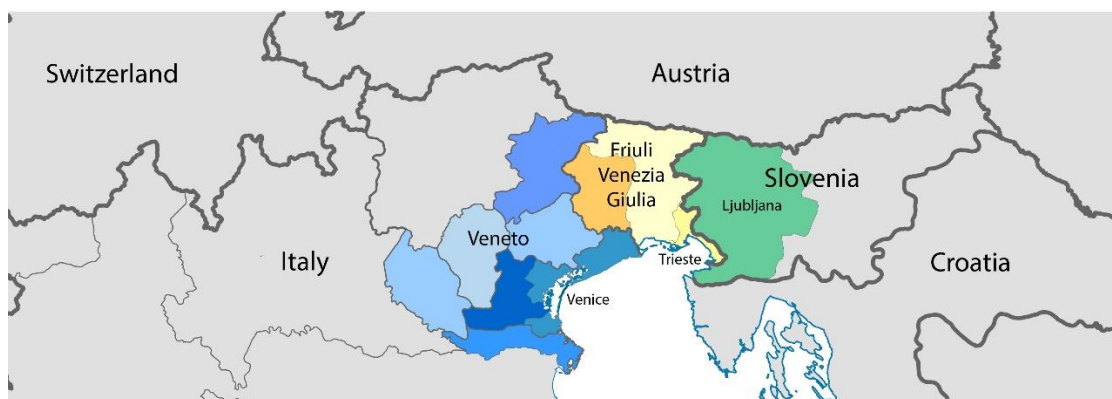 Switzerland
Austria
Friuli
Venezia
Giulia
Slovenia
Ljubljana
Veneto
Italy
Trieste
Croatia
Venice